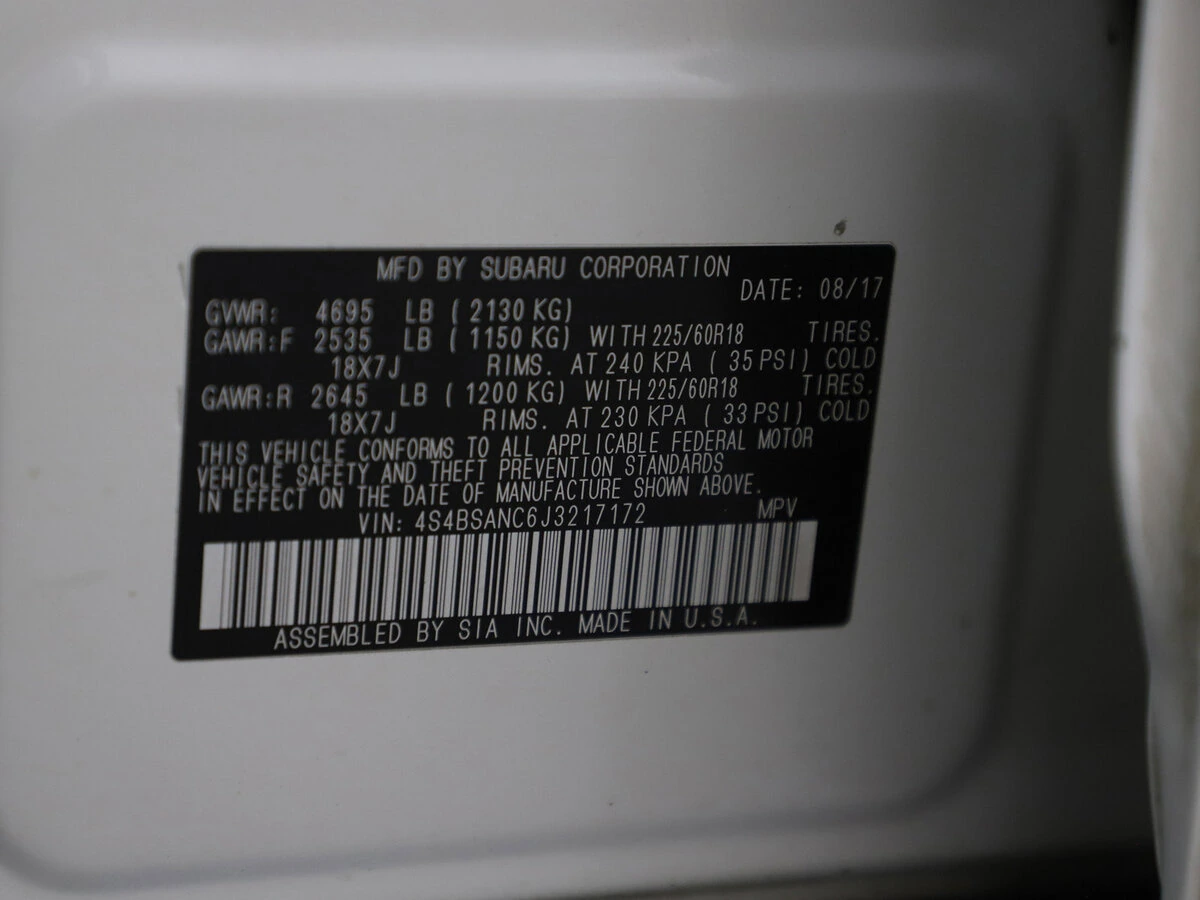 MFD BY SUBARU CORPORATION
DATE: 08/17
GVWR: 4695 LB ( 2130 KG)
GAWR:F 2535 LB ( 1150 KG) WITH 225/60R18 TIRES.
18X7J RIMS. AT 240 KPA ( 35 PSI) COLD
GAWR:R 2645 LB ( 1200 KG) WITH 225/60R18 TIRES.
18X7J RIMS. AT 230 KPA ( 33 PSI) COLD
THIS VEHICLE CONFORMS TO ALL APPLICABLE FEDERAL MOTOR
VEHICLE SAFETY AND THEFT PREVENTION STANDARDS
IN EFFECT ON THE DATE OF MANUFACTURE SHOWN ABOVE.
VIN: 4S4BSANC6J3217172 MPV
ASSEMBLED BY SIA INC. MADE IN U.S.A.